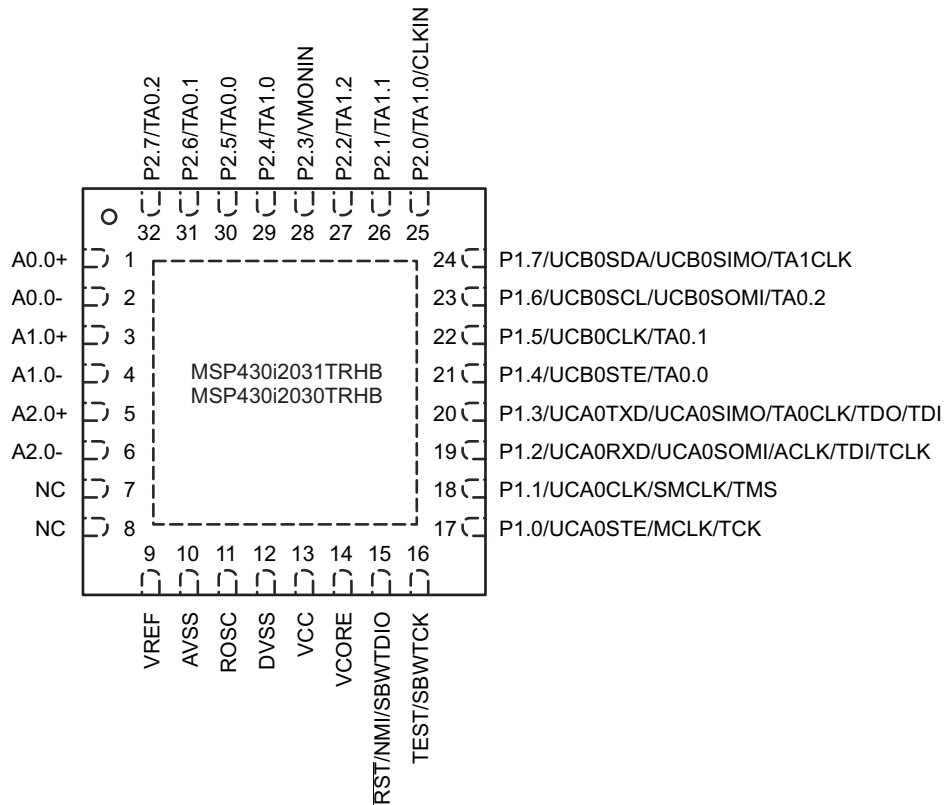 P2.7/TA0.2
P2.6/TA0.1
P2.5/TA0.0
P2.4/TA1.0
P2.3/VMONIN
P2.2/TA1.2
P2.1/TA1.1
P2.0/TA1.0/CLKIN
32 31 30 29 28 27 26 25
A0.0+ 1
A0.0- 2
A1.0+ 3
A1.0- 4
A2.0+ 5
A2.0- 6
NC 7
NC 8
MSP430i2031TRHB
MSP430i2030TRHB
24 P1.7/UCB0SDA/UCB0SIMO/TA1CLK
23 P1.6/UCB0SCL/UCB0SOMI/TA0.2
22 P1.5/UCB0CLK/TA0.1
21 P1.4/UCB0STE/TA0.0
20 P1.3/UCA0TXD/UCA0SIMO/TA0CLK/TDO/TDI
19 P1.2/UCA0RXD/UCA0SOMI/ACLK/TDI/TCLK
18 P1.1/UCA0CLK/SMCLK/TMS
17 P1.0/UCA0STE/MCLK/TCK
9 10 11 12 13 14 15 16
VREF
AVSS
ROSC
DVSS
VCC
VCORE
RST/NMI/SBWTDIO
TEST/SBWTCK